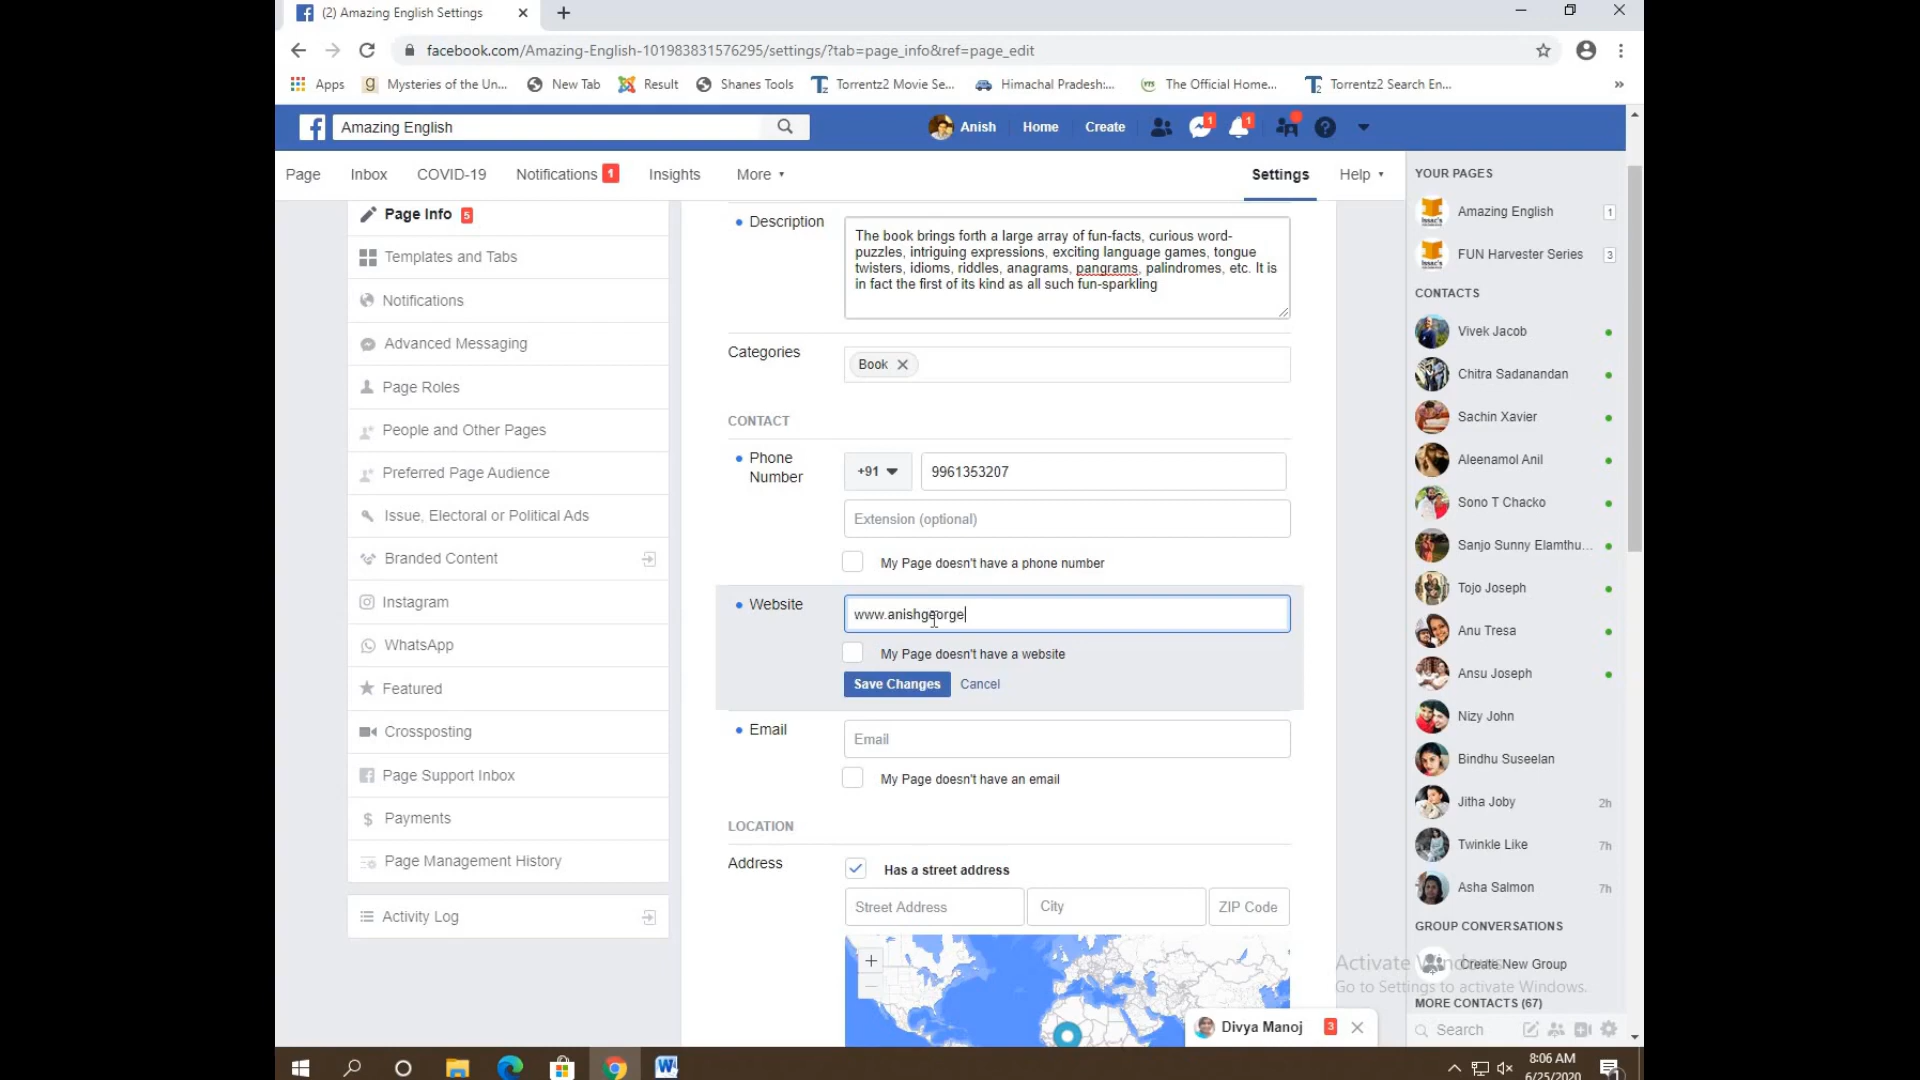 (2) Amazing English Settings
facebook.com/Amazing-English-101983831576295/settings/?tab=page_info&ref=page_edit
Apps
Mysteries of the Un...
New Tab
Result
Shanes Tools
Torrentz2 Movie Se...
Himachal Pradesh:...
The Official Home...
Torrentz2 Search En...
Amazing English
Anish
Home
Create
1
1
Page
Inbox
COVID-19
Notifications 1
Insights
More
Settings
Help
Page Info 5
Templates and Tabs
Notifications
Advanced Messaging
Page Roles
People and Other Pages
Preferred Page Audience
Issue, Electoral or Political Ads
Branded Content
Instagram
WhatsApp
Featured
Crossposting
Page Support Inbox
Payments
Page Management History
Activity Log
Description
The book brings forth a large array of fun-facts, curious word-
puzzles, intriguing expressions, exciting language games, tongue
twisters, idioms, riddles, anagrams, pangrams, palindromes, etc. It is
in fact the first of its kind as all such fun-sparkling
Categories
Book
CONTACT
Phone
Number
+91
9961353207
Extension (optional)
My Page doesn't have a phone number
Website
www.anishgeorge
My Page doesn't have a website
Save Changes
Cancel
Email
Email
My Page doesn't have an email
LOCATION
Address
Has a street address
Street Address
City
ZIP Code
YOUR PAGES
Amazing English 1
FUN Harvester Series 3
CONTACTS
Vivek Jacob
Chitra Sadanandan
Sachin Xavier
Aleenamol Anil
Sono T Chacko
Sanjo Sunny Elamthu...
Tojo Joseph
Anu Tresa
Ansu Joseph
Nizy John
Bindhu Suseelan
Jitha Joby 2h
Twinkle Like 7h
Asha Salmon 7h
GROUP CONVERSATIONS
Create New Group
Activate Windows
Go to Settings to activate Windows.
MORE CONTACTS (67)
Search
Divya Manoj 3
8:06 AM
6/25/2020